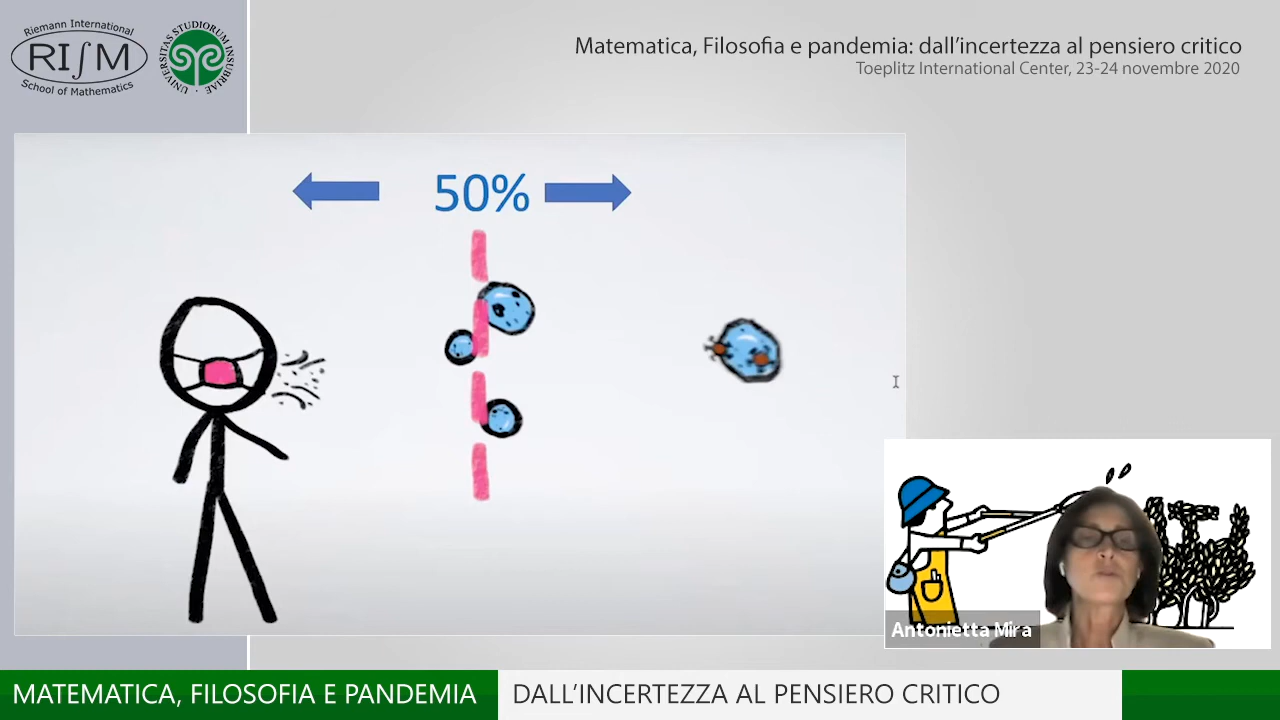 Riemann International
RI∫M
School of Mathematics
UNIVERSITAS STUDIORUM INSUBRIAE
Matematica, Filosofia e pandemia: dall'incertezza al pensiero critico
Toeplitz International Center, 23-24 novembre 2020
50%
Antonietta Mira
MATEMATICA, FILOSOFIA E PANDEMIA
DALL'INCERTEZZA AL PENSIERO CRITICO